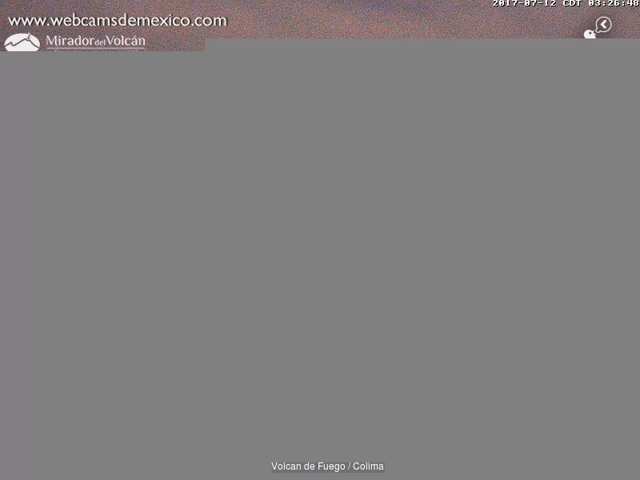 2017-07-12 CDT 03:26:48
www.webcamsdemexico.com
MiradordelVolcán
Volcan de Fuego / Colima